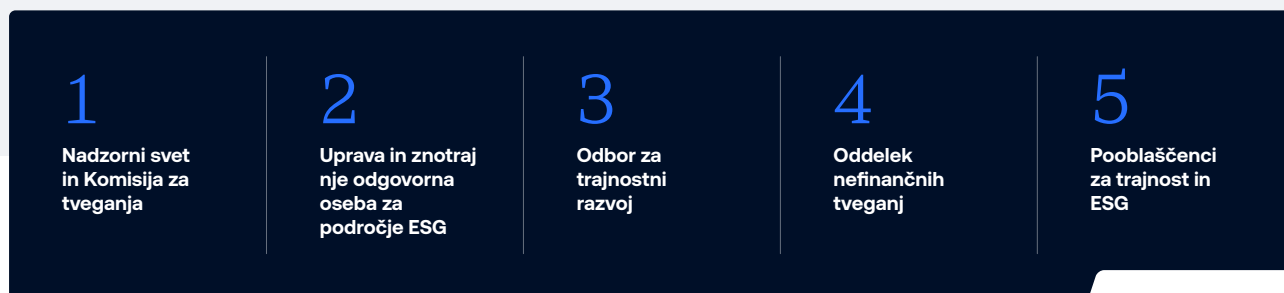 1
Nadzorni svet
in Komisija za
tveganja
2
Uprava in znotraj
nje odgovorna
oseba za
področje ESG
3
Odbor za
trajnostni
razvoj
4
Oddelek
nefinančnih
tveganj
5
Pooblaščenci
za trajnost in
ESG